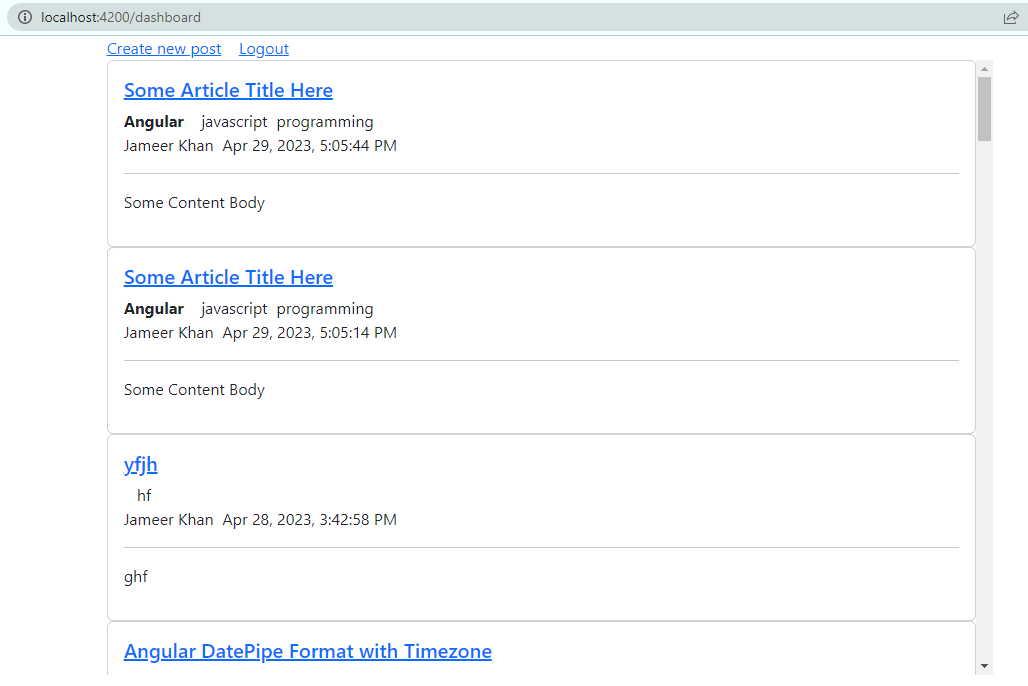 localhost:4200/dashboard
Create new post Logout
Some Article Title Here
Angular javascript programming
Jameer Khan Apr 29, 2023, 5:05:44 PM
Some Content Body
Some Article Title Here
Angular javascript programming
Jameer Khan Apr 29, 2023, 5:05:14 PM
Some Content Body
yfjh
hf
Jameer Khan Apr 28, 2023, 3:42:58 PM
ghf
Angular DatePipe Format with Timezone